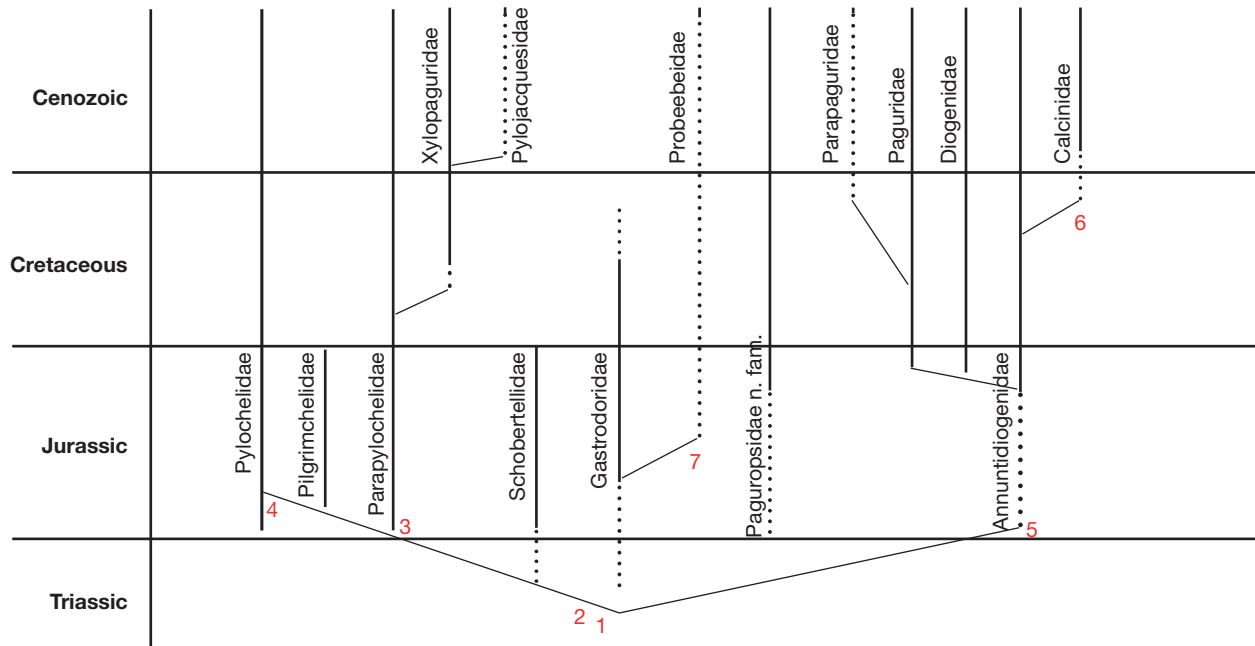 Cenozoic
Xylopaguridae
Pylojacquesidae
Probeebeidae
Parapaguridae
Paguridae
Diogenidae
Calcinidae
Cretaceous
6
Jurassic
Pylochelidae
Pilgrimchelidae
Parapylochelidae
Schobertellidae
Gastrodoridae
Paguropsidae n. fam.
Annuntidiogenidae
7
4
3
5
Triassic
2
1